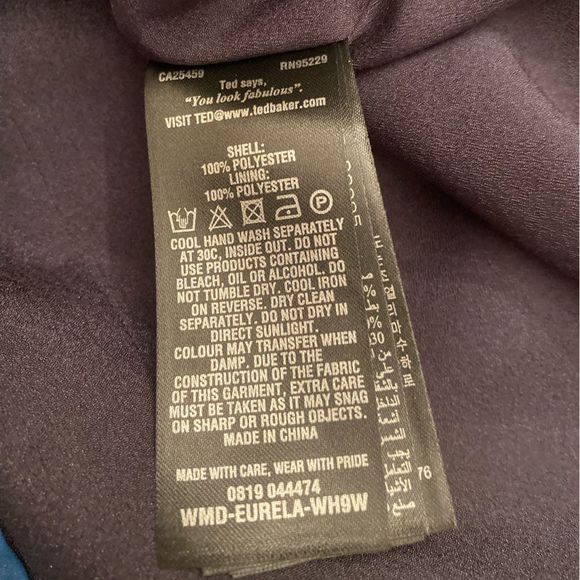 CA25459 RN95229
Ted says,
"You look fabulous".
VISIT TED@www.tedbaker.com
SHELL:
100% POLYESTER
LINING:
100% POLYESTER
COOL HAND WASH SEPARATELY
AT 30C, INSIDE OUT. DO NOT
USE PRODUCTS CONTAINING
BLEACH, OIL OR ALCOHOL. DO
NOT TUMBLE DRY. COOL IRON
ON REVERSE. DRY CLEAN
SEPARATELY. DO NOT DRY IN
DIRECT SUNLIGHT.
COLOUR MAY TRANSFER WHEN
DAMP. DUE TO THE
CONSTRUCTION OF THE FABRIC
OF THIS GARMENT, EXTRA CARE
MUST BE TAKEN AS IT MAY SNAG
ON SHARP OR ROUGH OBJECTS.
MADE IN CHINA
MADE WITH CARE, WEAR WITH PRIDE
0819 044474
WMD-EURELA-WH9W
76